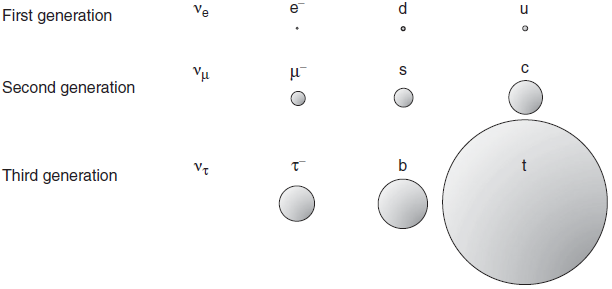 First generation νe e⁻ d u
Second generation νμ μ⁻ s c
Third generation ντ τ⁻ b t